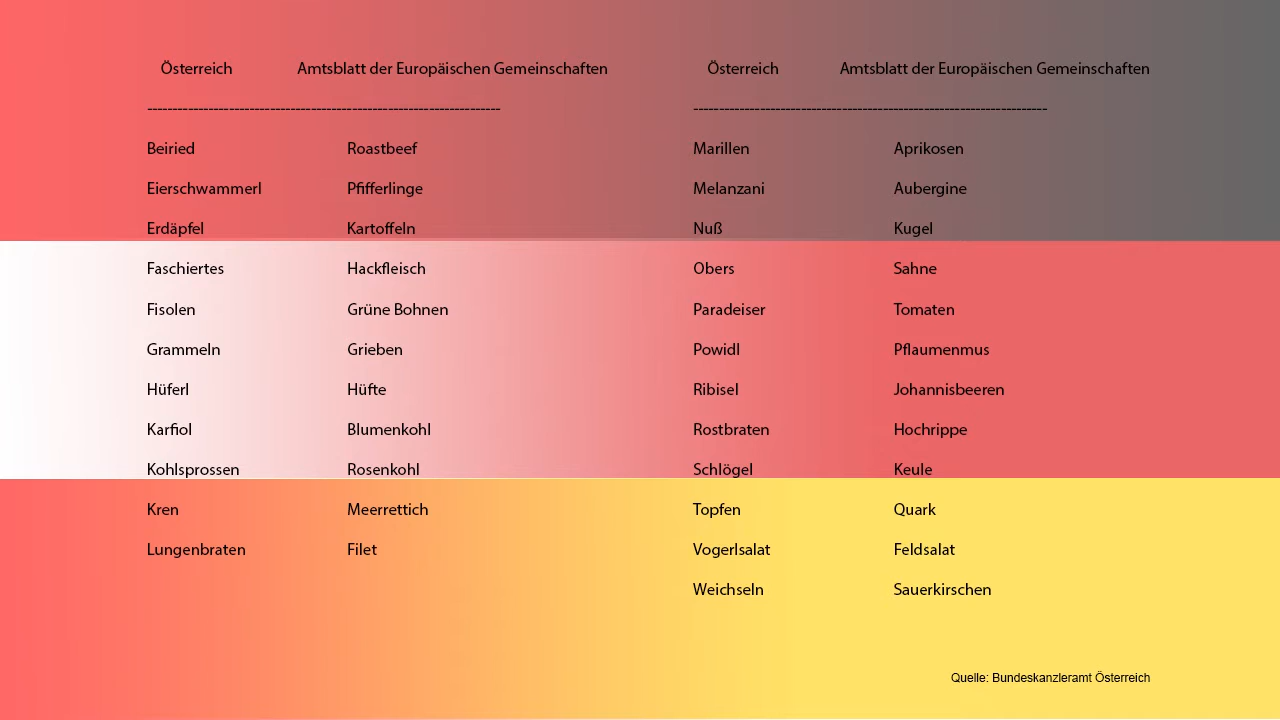 Österreich Amtsblatt der Europäischen Gemeinschaften
-----------------------------------------------------------------------
Beiried Roastbeef
Eierschwammerl Pfifferlinge
Erdäpfel Kartoffeln
Faschiertes Hackfleisch
Fisolen Grüne Bohnen
Grammeln Grieben
Hüferl Hüfte
Karfiol Blumenkohl
Kohlsprossen Rosenkohl
Kren Meerrettich
Lungenbraten Filet
Österreich Amtsblatt der Europäischen Gemeinschaften
-----------------------------------------------------------------------
Marillen Aprikosen
Melanzani Aubergine
Nuß Kugel
Obers Sahne
Paradeiser Tomaten
Powidl Pflaumenmus
Ribisel Johannisbeeren
Rostbraten Hochrippe
Schlögel Keule
Topfen Quark
Vogerlsalat Feldsalat
Weichseln Sauerkirschen
Quelle: Bundeskanzleramt Österreich